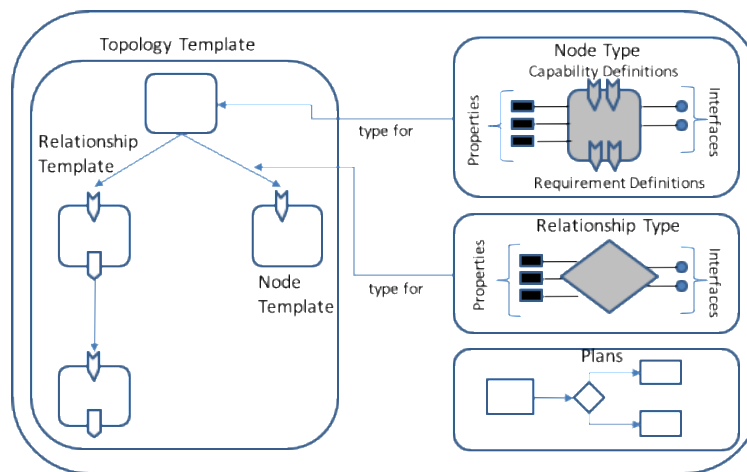 Topology Template
Relationship
Template
Node
Template
type for
type for
Node Type
Capability Definitions
Properties
Interfaces
Requirement Definitions
Relationship Type
Properties
Interfaces
Plans